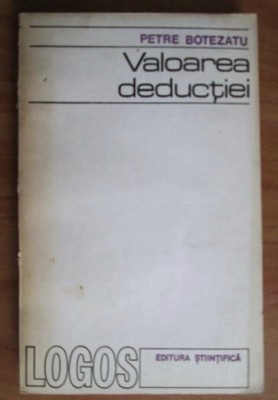 PETRE BOTEZATU
Valoarea
deducției
LOGOS
EDITURA ȘTIINȚIFICĂ